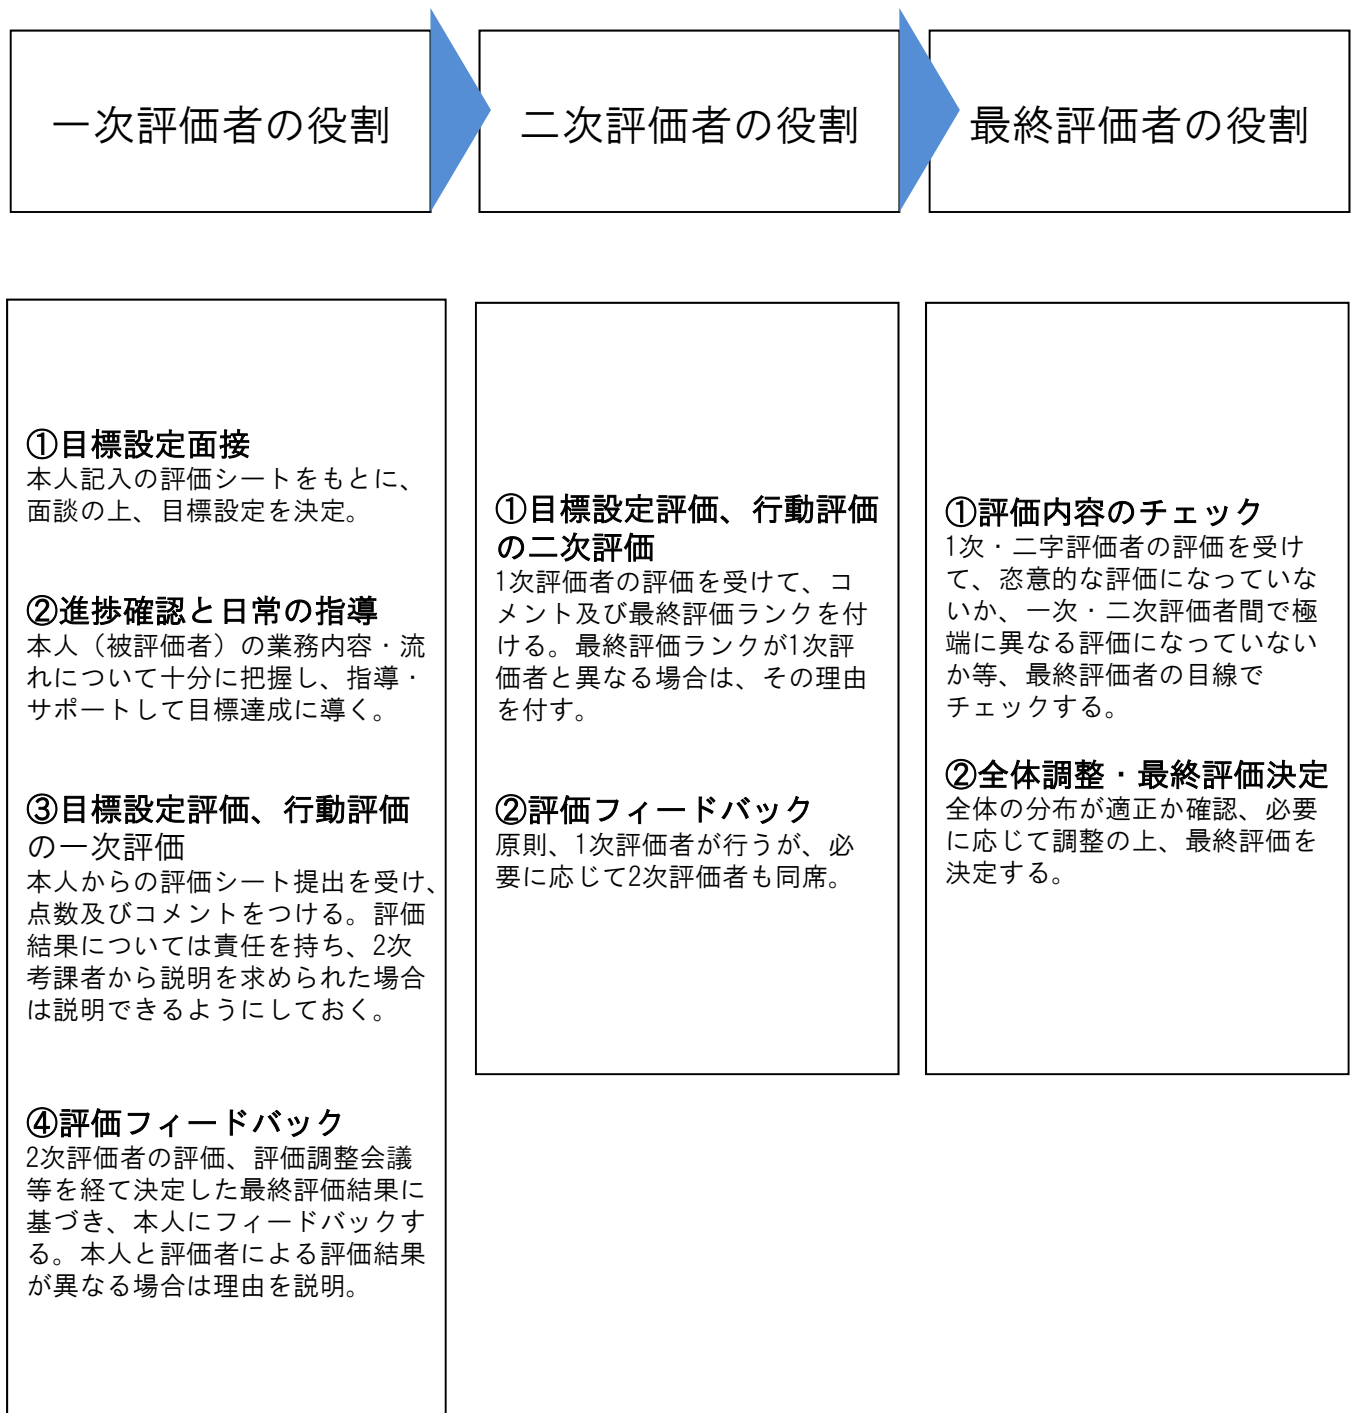 一次評価者の役割
二次評価者の役割
最終評価者の役割
①目標設定面接
本人記入の評価シートをもとに、
面談の上、目標設定を決定。
②進捗確認と日常の指導
本人（被評価者）の業務内容・流
れについて十分に把握し、指導・
サポートして目標達成に導く。
③目標設定評価、行動評価
の一次評価
本人からの評価シート提出を受け、
点数及びコメントをつける。評価
結果については責任を持ち、2次
考課者から説明を求められた場合
は説明できるようにしておく。
④評価フィードバック
2次評価者の評価、評価調整会議
等を経て決定した最終評価結果に
基づき、本人にフィードバックす
る。本人と評価者による評価結果
が異なる場合は理由を説明。
①目標設定評価、行動評価
の二次評価
1次評価者の評価を受けて、コ
メント及び最終評価ランクを付
ける。最終評価ランクが1次評
価者と異なる場合は、その理由
を付す。
②評価フィードバック
原則、1次評価者が行うが、必
要に応じて2次評価者も同席。
①評価内容のチェック
1次・二字評価者の評価を受け
て、恣意的な評価になっていな
いか、一次・二次評価者間で極
端に異なる評価になっていない
か等、最終評価者の目線で
チェックする。
②全体調整・最終評価決定
全体の分布が適正か確認、必要
に応じて調整の上、最終評価を
決定する。